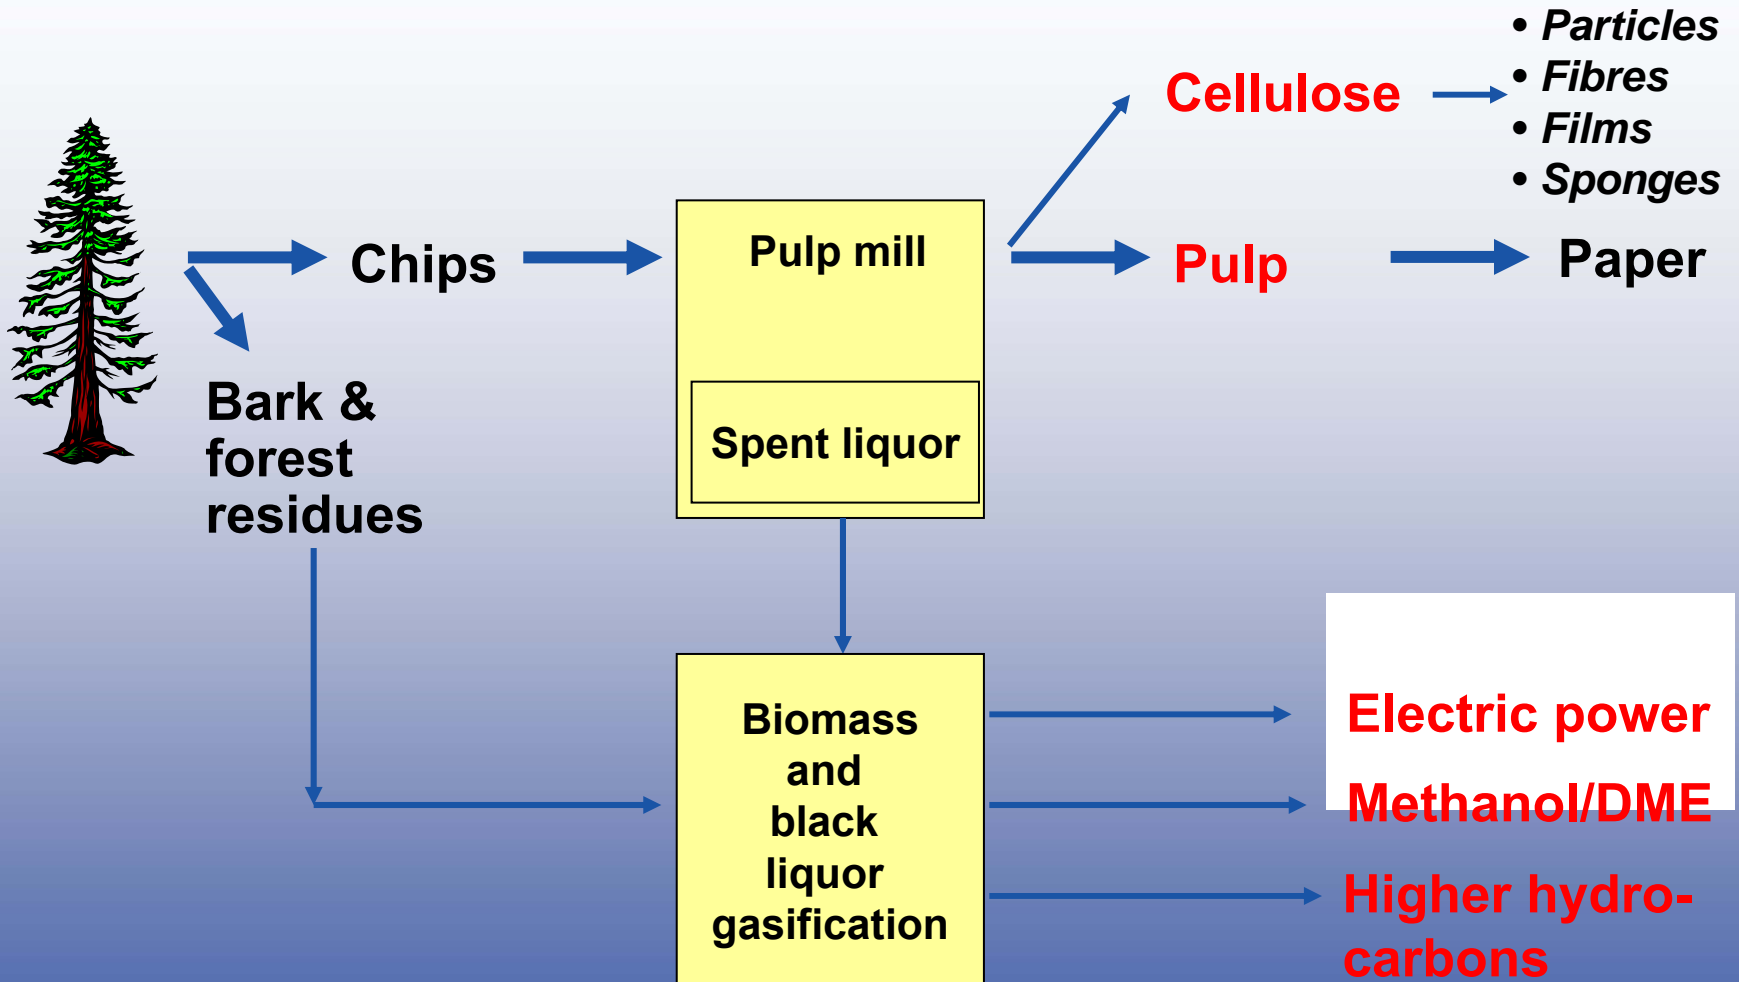 • Particles
• Fibres
• Films
• Sponges
Cellulose
Chips
Pulp mill
Pulp
Paper
Bark &
forest
residues
Spent liquor
Biomass
and
black
liquor
gasification
Electric power
Methanol/DME
Higher hydro-
carbons